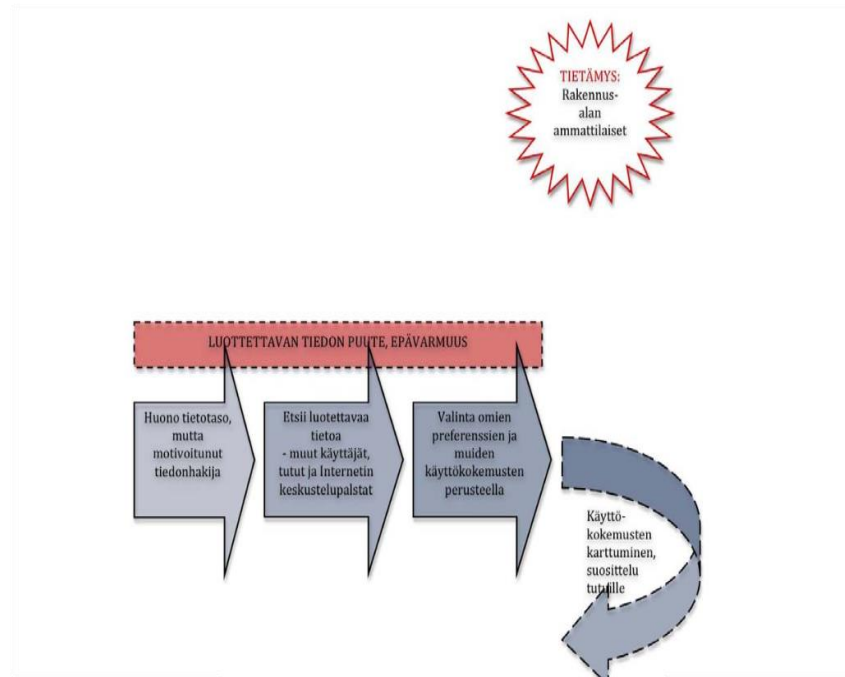 TIETÄMYS:
Rakennus-
alan
ammattilaiset
LUOTTETTAVAN TIEDON PUUTE, EPÄVARMUUS
Huono tietotaso,
mutta
motivoitunut
tiedonhakija
Etsii luotettavaa
tietoa
- muut käyttäjät,
tutut ja Internetin
keskustelupalstat
Valinta omien
preferenssien ja
muiden
käyttökokemusten
perusteella
Käyttö-
kokemusten
karttuminen,
suosittelu
tutuille